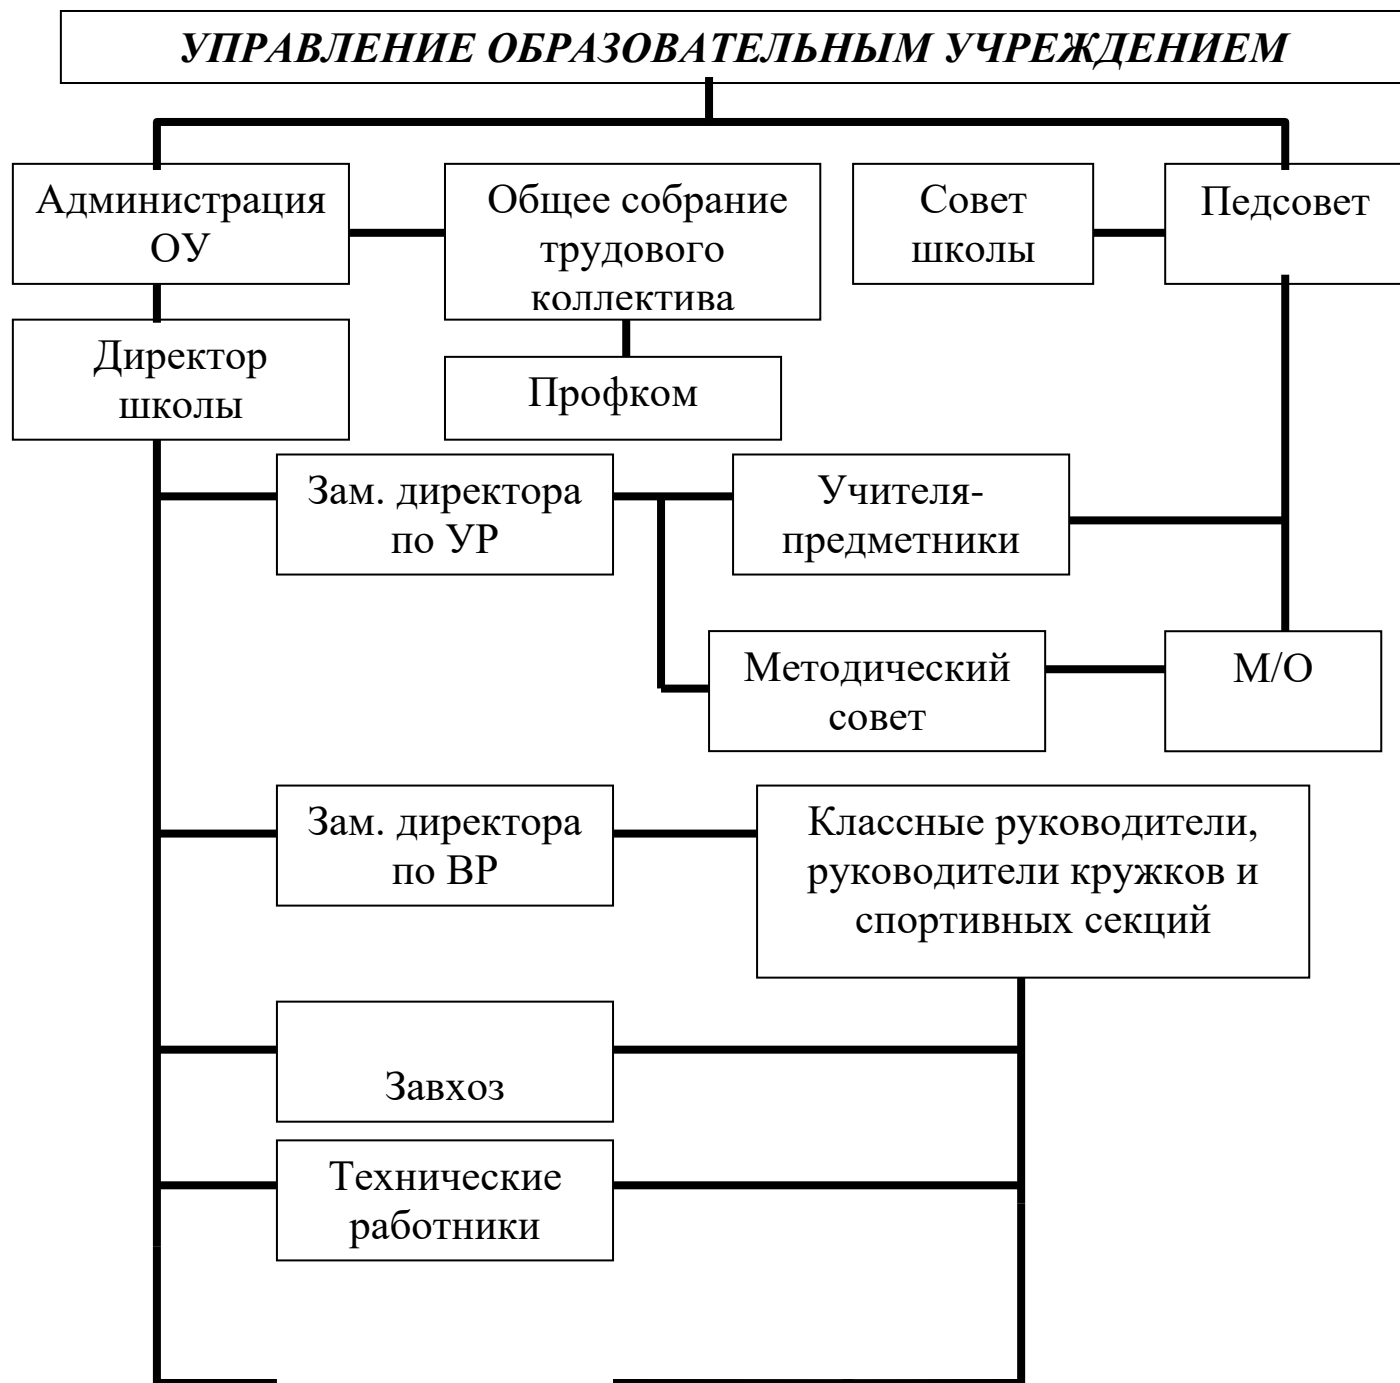 УПРАВЛЕНИЕ ОБРАЗОВАТЕЛЬНЫМ УЧРЕЖДЕНИЕМ
Администрация
ОУ
Общее собрание
трудового
коллектива
Совет
школы
Педсовет
Директор
школы
Профком
Зам. директора
по УР
Учителя-
предметники
Методический
совет
М/О
Зам. директора
по ВР
Классные руководители,
руководители кружков и
спортивных секций
Завхоз
Технические
работники